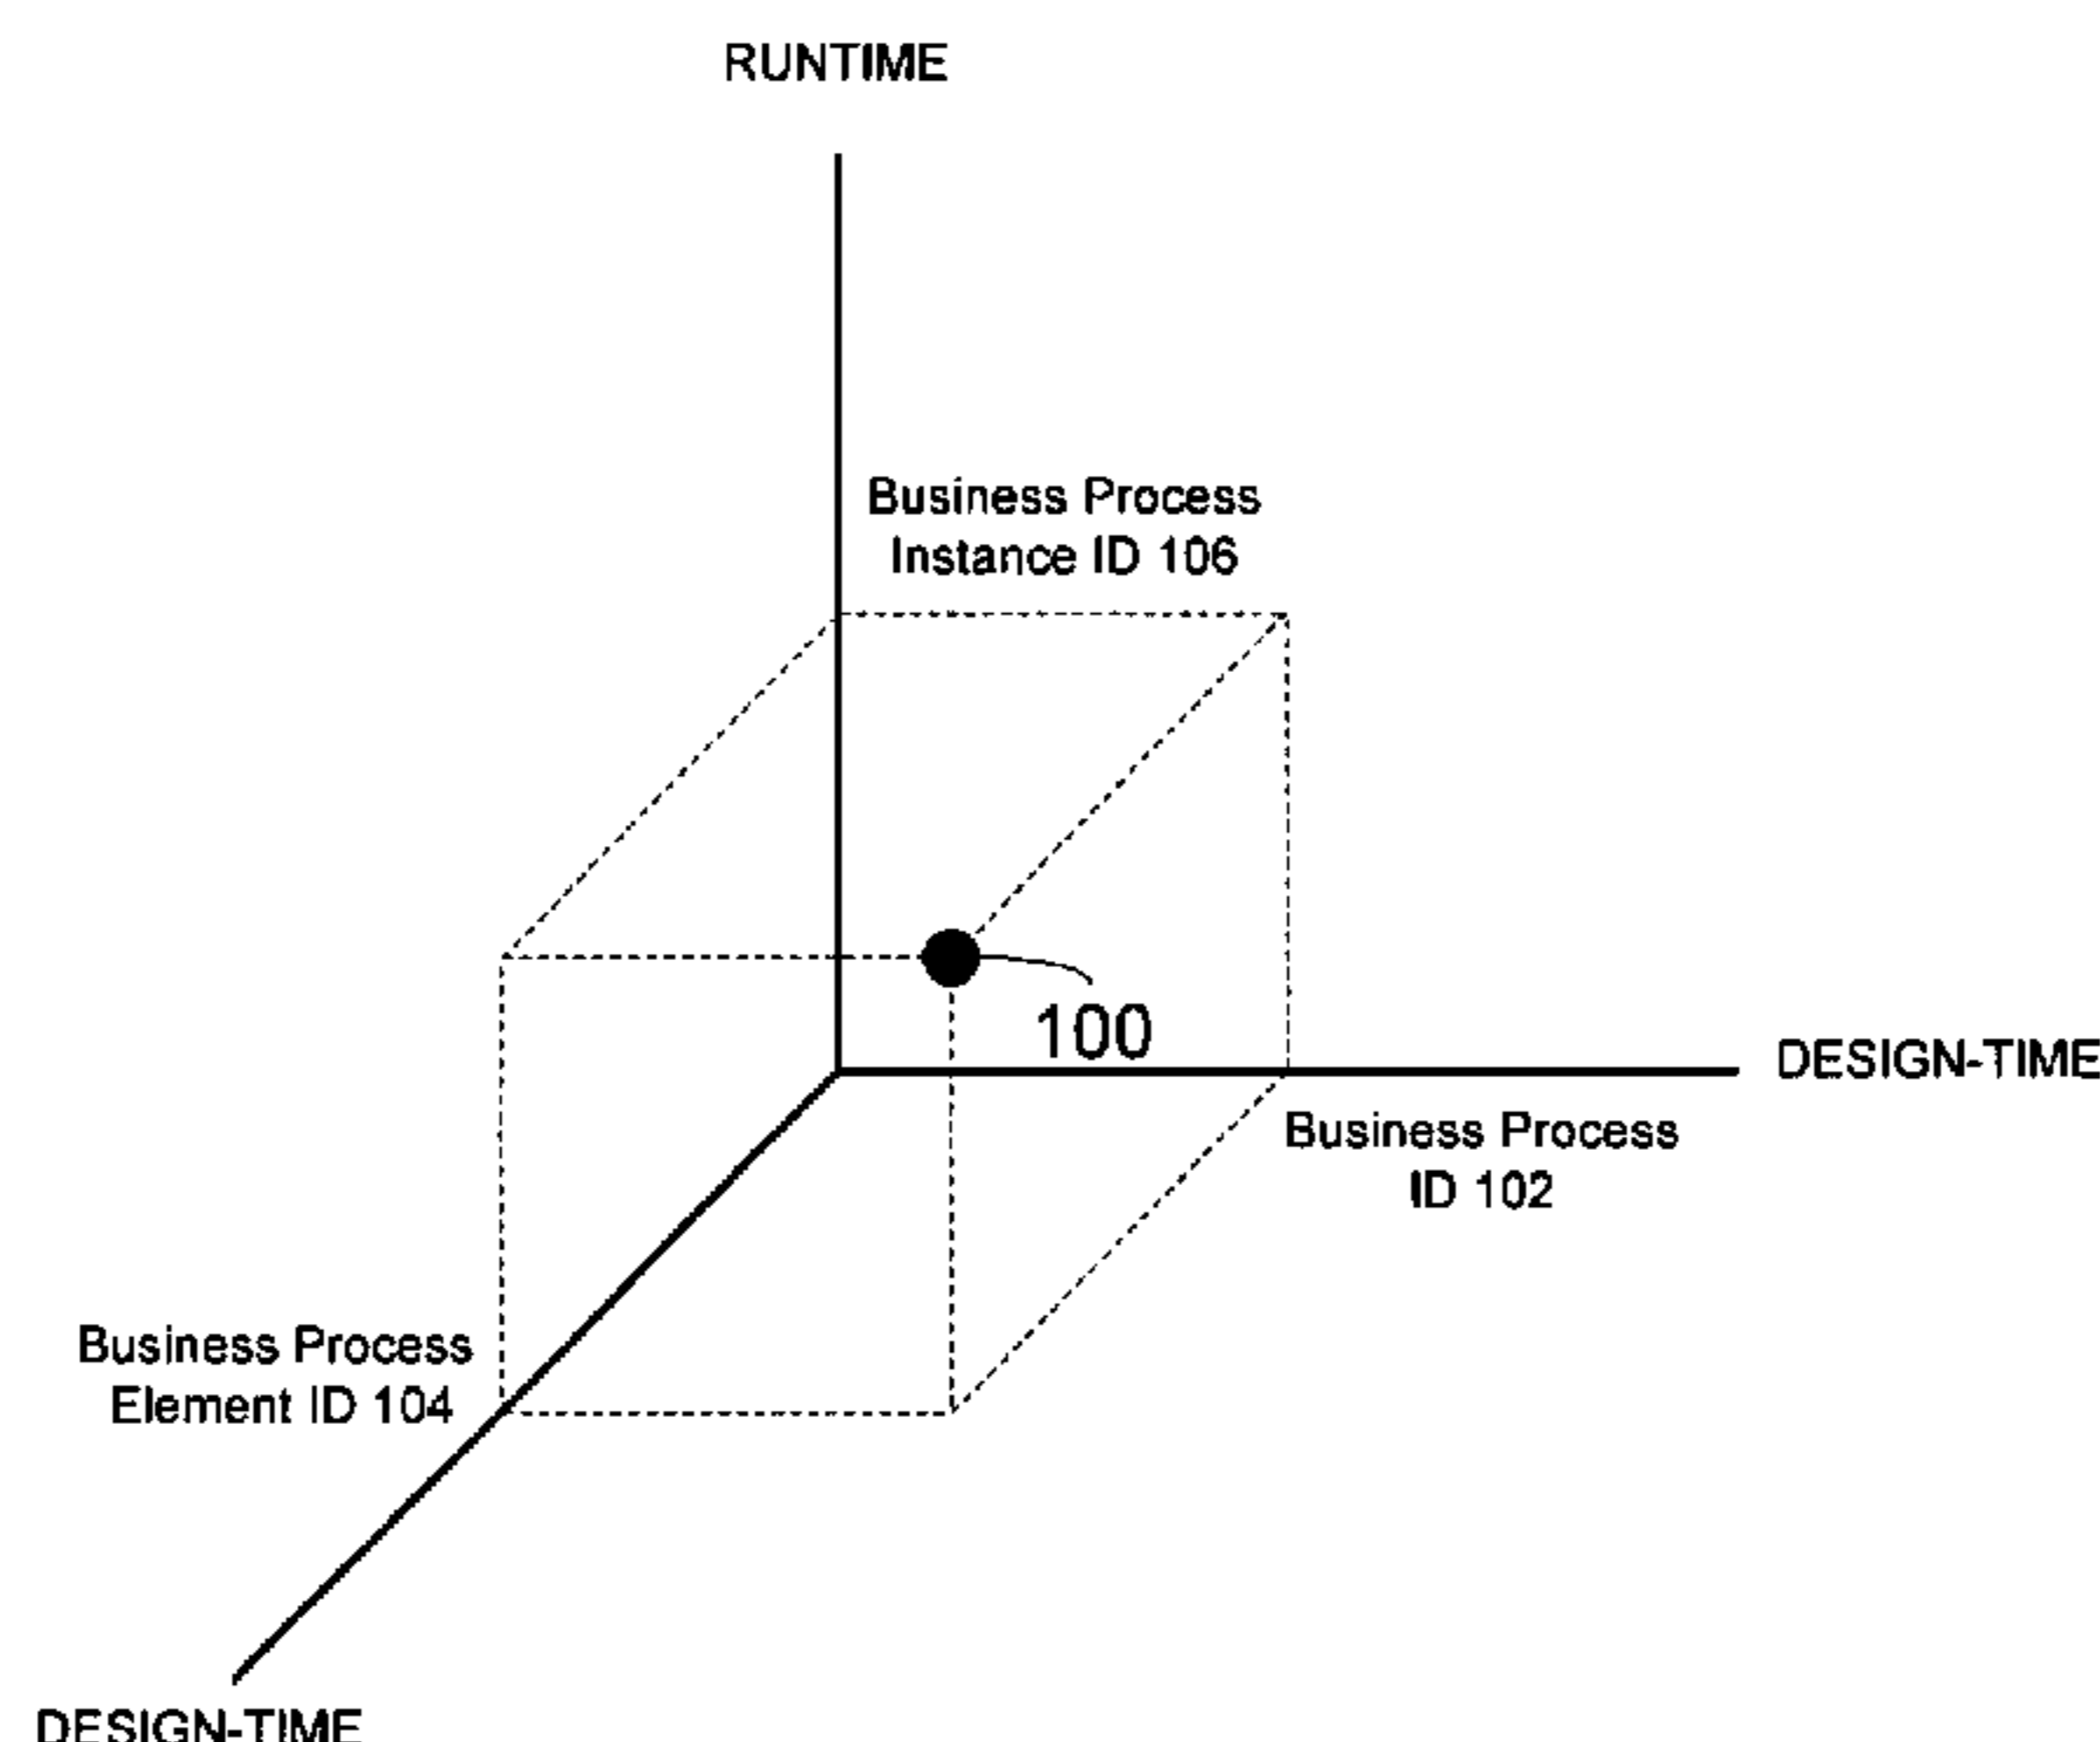 RUNTIME
Business Process
Instance ID 106
100
DESIGN-TIME
Business Process
ID 102
Business Process
Element ID 104
DESIGN-TIME